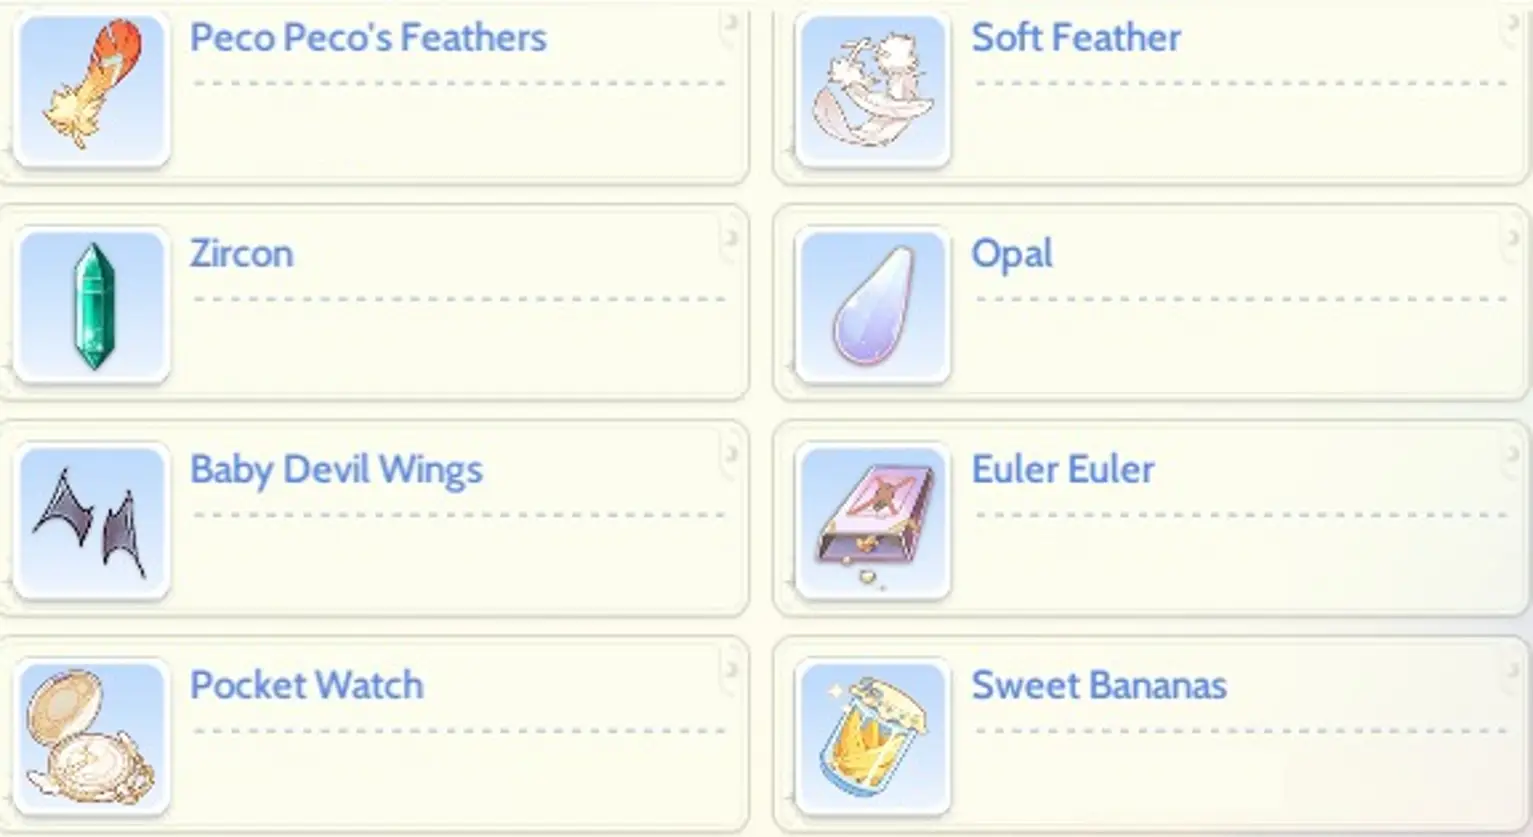 Peco Peco's Feathers
Soft Feather
Zircon
Opal
Baby Devil Wings
Euler Euler
Pocket Watch
Sweet Bananas